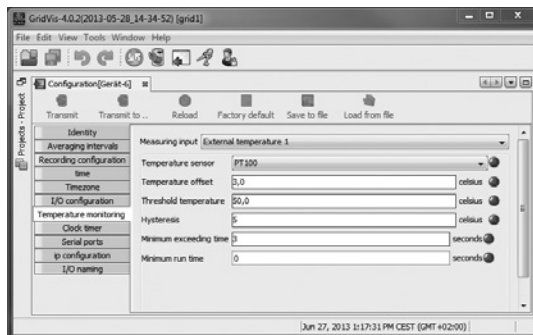 GridVis-4.0.2(2013-05-28_14-34-52) [grid1]
File Edit View Tools Window Help
Projects - Project
Configuration[Gerät-6]
Transmit Transmit to ... Reload Factory default Save to file Load from file
Identity
Averaging intervals
Recording configuration
time
Timezone
I/O configuration
Temperature monitoring
Clock timer
Serial ports
ip configuration
I/O naming
Measuring input External temperature 1
Temperature sensor PT100
Temperature offset 3,0 celsius
Threshold temperature 50,0 celsius
Hysteresis 5 celsius
Minimum exceeding time 3 seconds
Minimum run time 0 seconds
Jun 27, 2013 1:17:31 PM CEST (GMT+02:00)